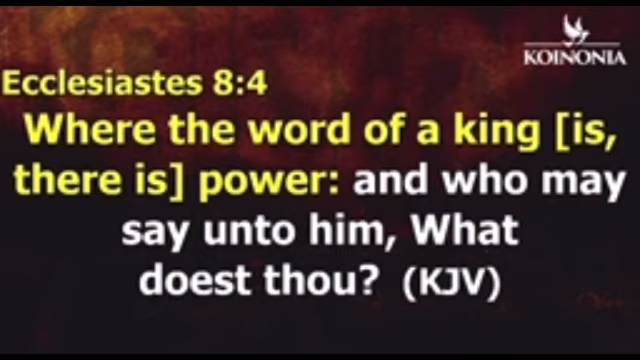 KOINONIA
Ecclesiastes 8:4
Where the word of a king [is,
there is] power: and who may
say unto him, What
doest thou? (KJV)